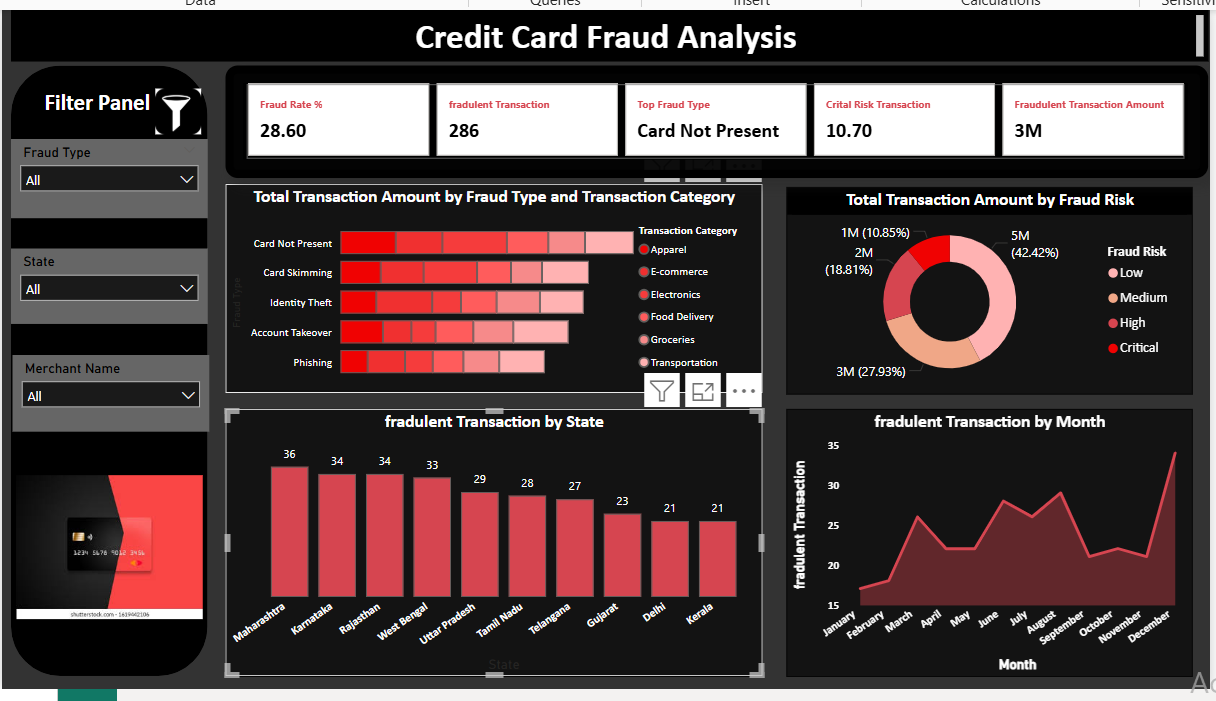 Data Queries Insert Calculations
Credit Card Fraud Analysis
Filter Panel
Fraud Type
All
State
All
Merchant Name
All
1234 5678 9012 3456
shutterstock.com · 1619442106
Fraud Rate %
28.60
fradulent Transaction
286
Top Fraud Type
Card Not Present
Crital Risk Transaction
10.70
Fraudulent Transaction Amount
3M
Total Transaction Amount by Fraud Type and Transaction Category
Fraud Type
Card Not Present
Card Skimming
Identity Theft
Account Takeover
Phishing
Transaction Category
Apparel
E-commerce
Electronics
Food Delivery
Groceries
Transportation
Total Transaction Amount by Fraud Risk
1M (10.85%)
2M
(18.81%)
3M (27.93%)
5M
(42.42%)
Fraud Risk
Low
Medium
High
Critical
fradulent Transaction by State
36 34 34 33 29 28 27 23 21 21
Maharashtra Karnataka Rajasthan West Bengal Uttar Pradesh Tamil Nadu Telangana Gujarat Delhi Kerala
State
fradulent Transaction by Month
fradulent Transaction
35
30
25
20
15
January February March April May June July August September October November December
Month